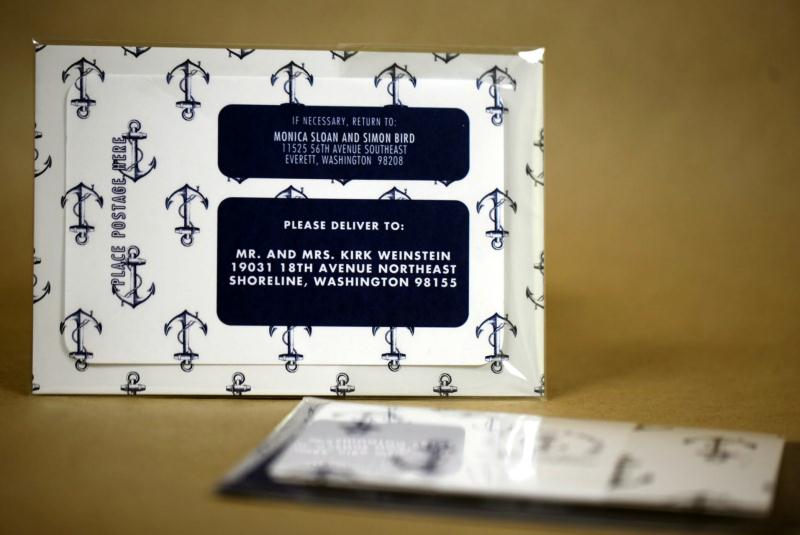 PLACE POSTAGE HERE
IF NECESSARY, RETURN TO:
MONICA SLOAN AND SIMON BIRD
11525 56TH AVENUE SOUTHEAST
EVERETT, WASHINGTON 98208
PLEASE DELIVER TO:
MR. AND MRS. KIRK WEINSTEIN
19031 18TH AVENUE NORTHEAST
SHORELINE, WASHINGTON 98155